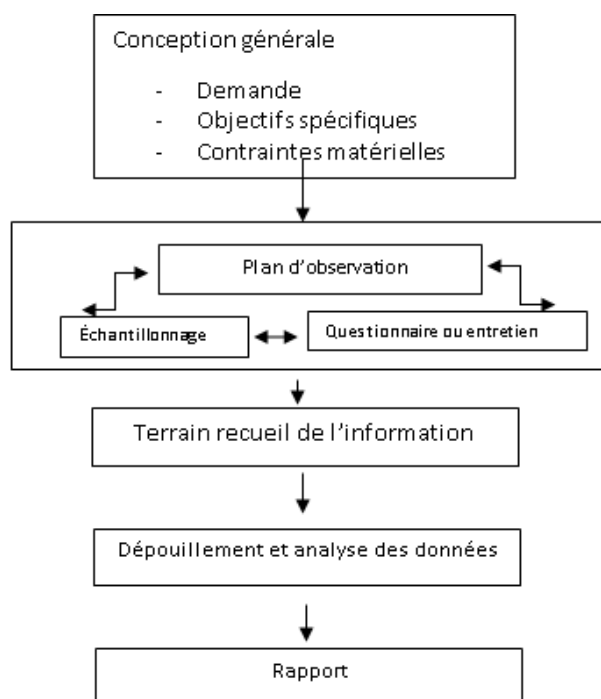 Conception générale
- Demande
- Objectifs spécifiques
- Contraintes matérielles
Plan d'observation
Échantillonnage
Questionnaire ou entretien
Terrain recueil de l'information
Dépouillement et analyse des données
Rapport